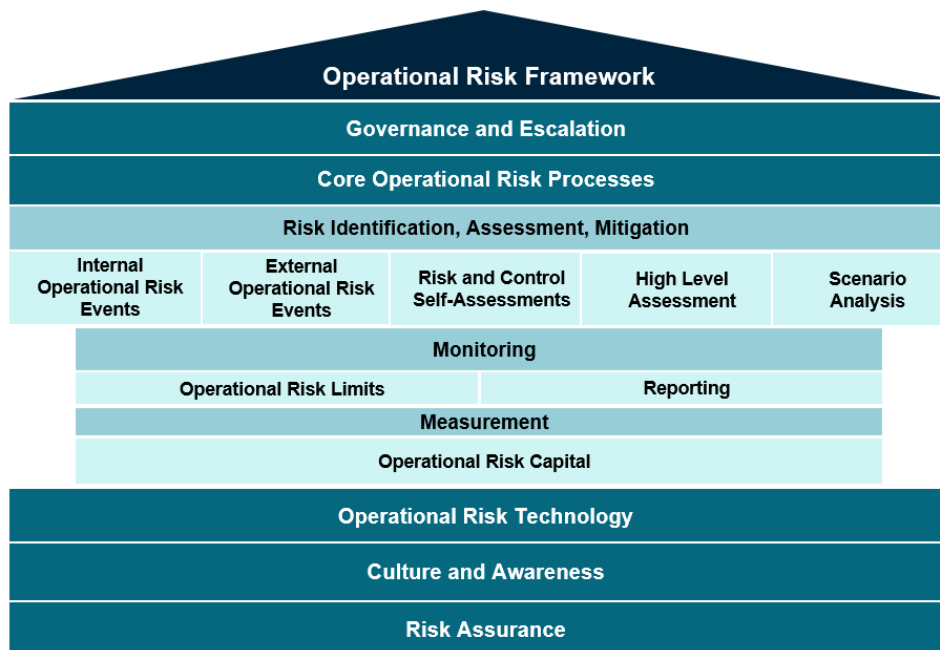 Operational Risk Framework
Governance and Escalation
Core Operational Risk Processes
Risk Identification, Assessment, Mitigation
Internal
Operational Risk
Events
External
Operational Risk
Events
Risk and Control
Self-Assessments
High Level
Assessment
Scenario
Analysis
Monitoring
Operational Risk Limits
Reporting
Measurement
Operational Risk Capital
Operational Risk Technology
Culture and Awareness
Risk Assurance